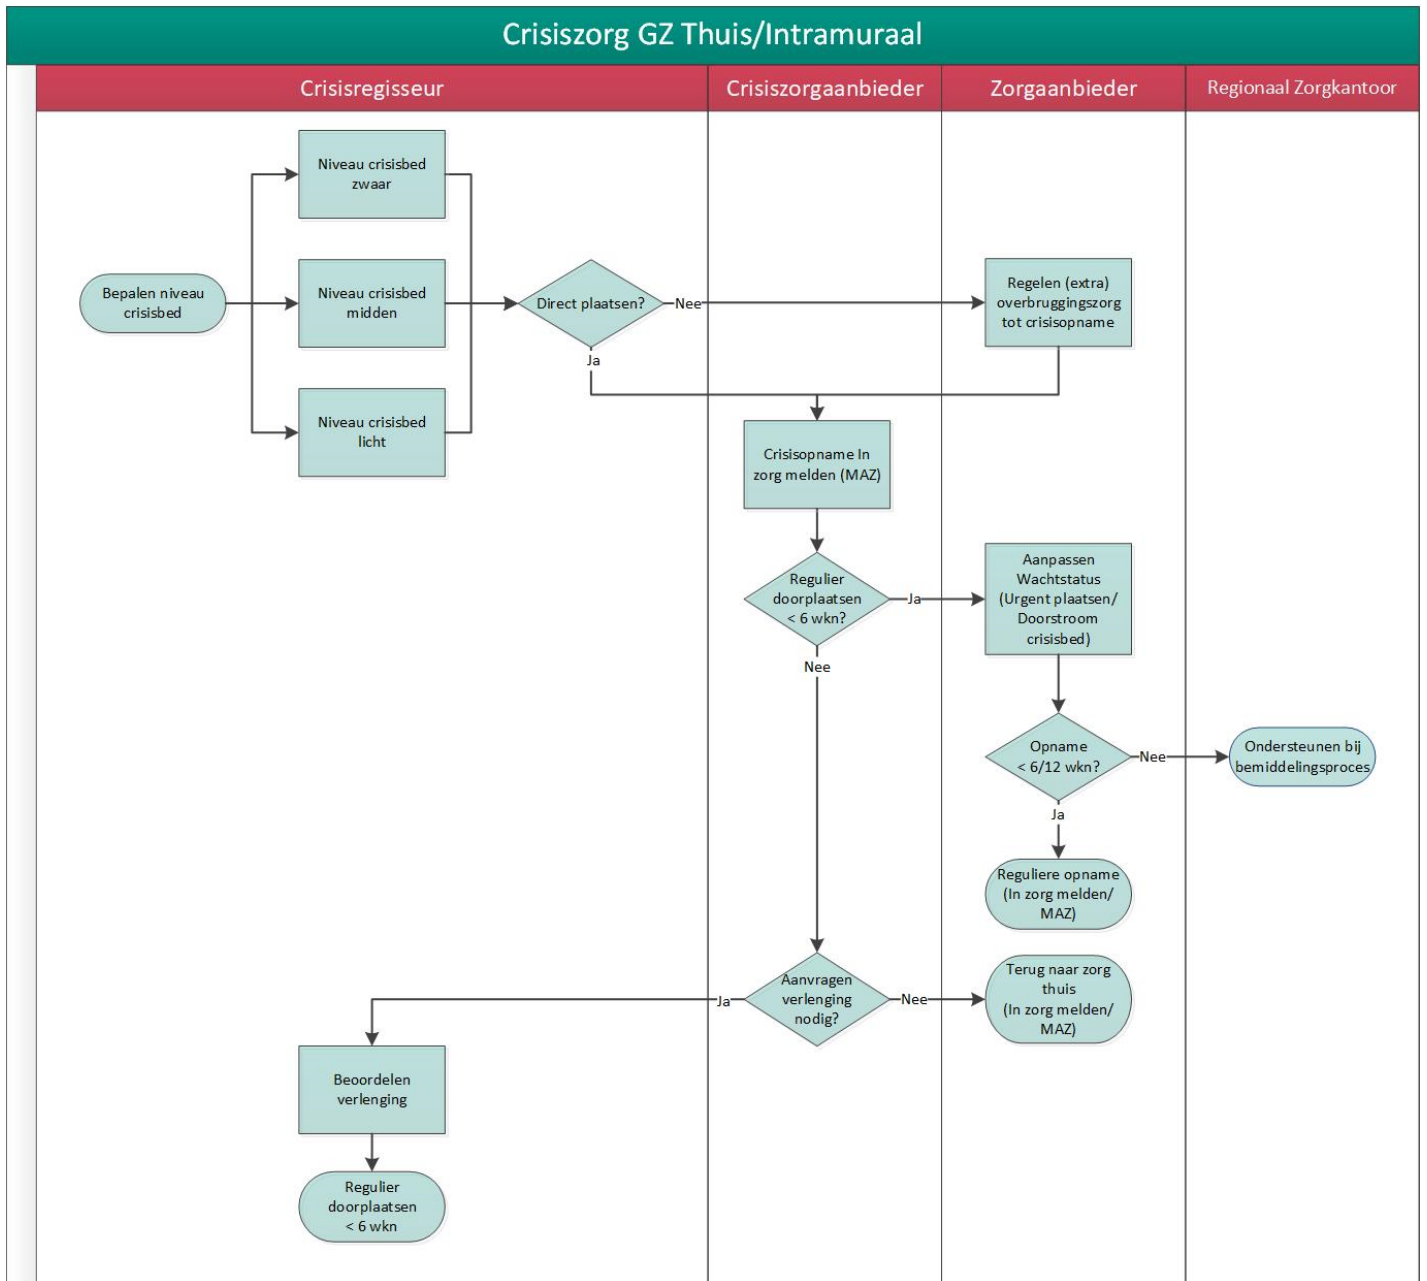 Crisiszorg GZ Thuis/Intramuraal
Crisisregisseur
Crisiszorgaanbieder
Zorgaanbieder
Regionaal Zorgkantoor
Niveau crisisbed
zwaar
Bepalen niveau
crisisbed
Niveau crisisbed
midden
Direct plaatsen?
Nee
Regelen (extra)
overbruggingszorg
tot crisisopname
Ja
Niveau crisisbed
licht
Crisisopname In
zorg melden (MAZ)
Regulier
doorplaatsen
< 6 wkn?
Ja
Aanpassen
Wachtstatus
(Urgent plaatsen/
Doorstroom
crisisbed)
Nee
Opname
< 6/12 wkn?
Nee
Ondersteunen bij
bemiddelingsproces
Ja
Reguliere opname
(In zorg melden/
MAZ)
Aanvragen
verlenging
nodig?
Ja
Nee
Terug naar zorg
thuis
(In zorg melden/
MAZ)
Beoordelen
verlenging
Regulier
doorplaatsen
< 6 wkn